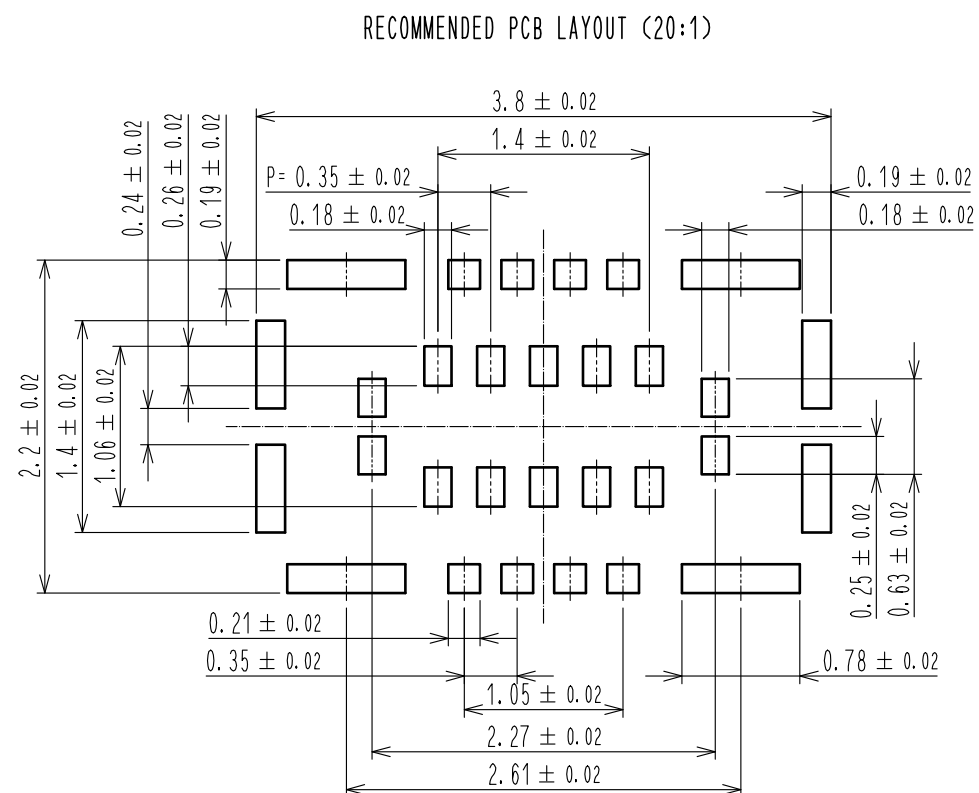 RECOMMENDED PCB LAYOUT (20:1)
3.8 ± 0.02
1.4 ± 0.02
P= 0.35 ± 0.02
0.18 ± 0.02
0.19 ± 0.02
0.18 ± 0.02
0.24 ± 0.02
0.26 ± 0.02
0.19 ± 0.02
2.2 ± 0.02
1.4 ± 0.02
1.06 ± 0.02
0.25 ± 0.02
0.63 ± 0.02
0.21 ± 0.02
0.35 ± 0.02
0.78 ± 0.02
1.05 ± 0.02
2.27 ± 0.02
2.61 ± 0.02